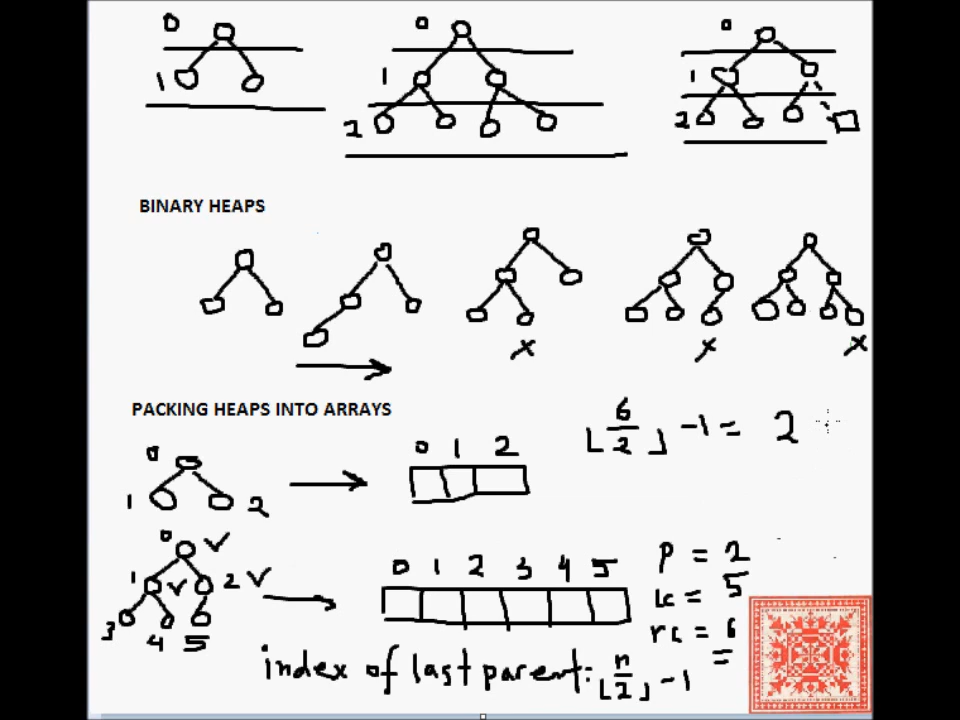 0 0 0
1 1 1
2 2
BINARY HEAPS
x x x
PACKING HEAPS INTO ARRAYS
⌊6/2⌋ -1 = 2
0 0 1 2
1 2
0 ✓ 0 1 2 3 4 5 P = 2
1 ✓ 2 ✓ lc = 5
3 4 5 rc = 6
=
index of last parent: ⌊n/2⌋ -1